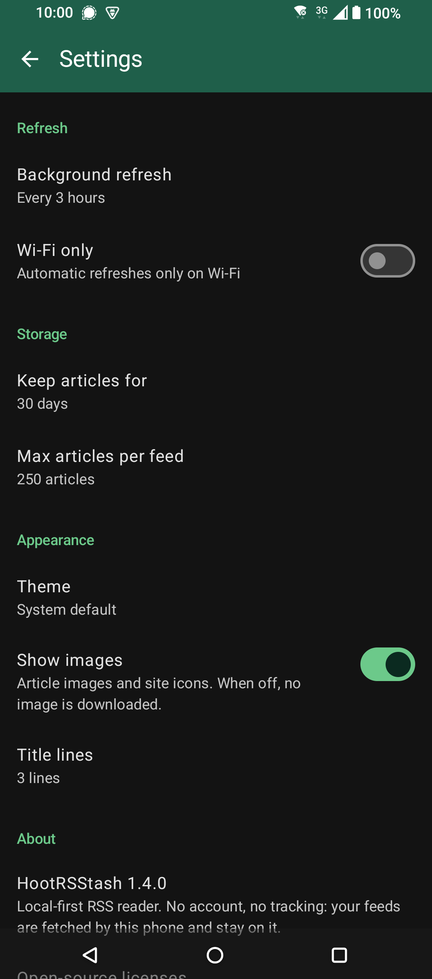 10:00
3G
100%
Settings
Refresh
Background refresh
Every 3 hours
Wi-Fi only
Automatic refreshes only on Wi-Fi
Storage
Keep articles for
30 days
Max articles per feed
250 articles
Appearance
Theme
System default
Show images
Article images and site icons. When off, no
image is downloaded.
Title lines
3 lines
About
HootRSStash 1.4.0
Local-first RSS reader. No account, no tracking: your feeds
are fetched by this phone and stay on it.
Open-source licenses